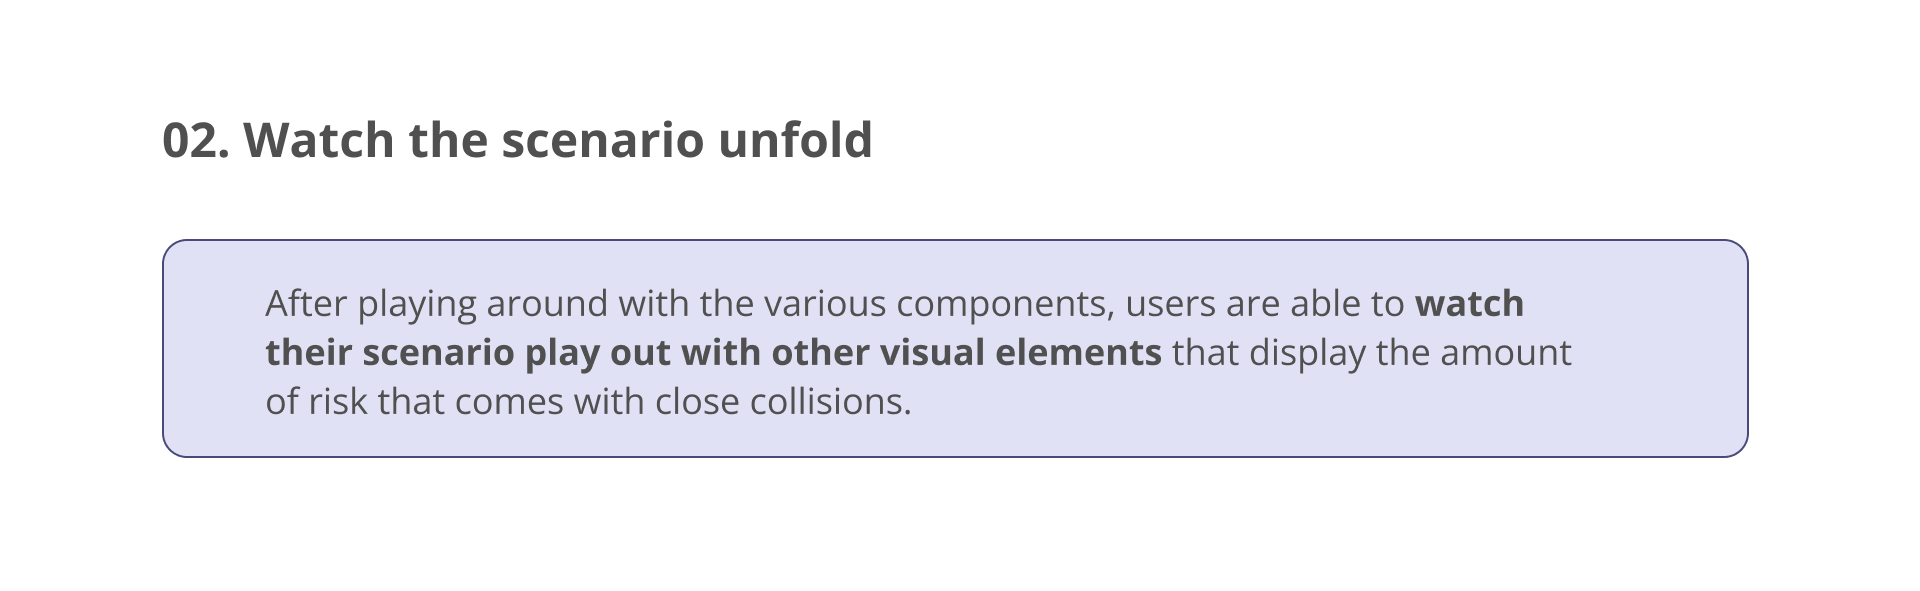 02. Watch the scenario unfold
After playing around with the various components, users are able to watch
their scenario play out with other visual elements that display the amount
of risk that comes with close collisions.